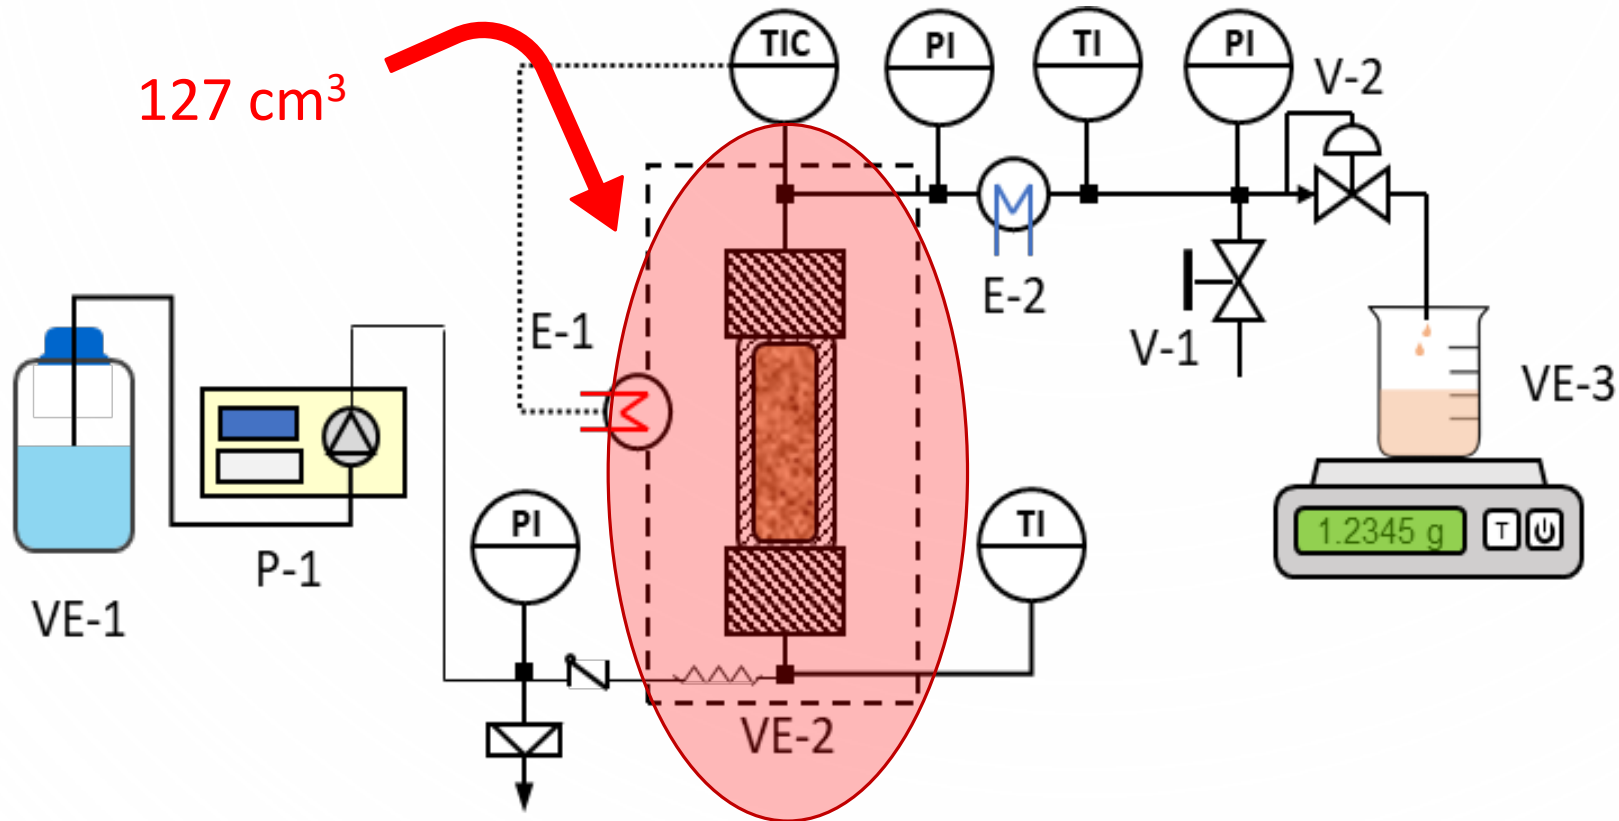 TIC
PI
TI
PI
V-2
127 cm³
E-2
E-1
V-1
VE-3
PI
TI
1.2345 g
T
P-1
VE-1
VE-2